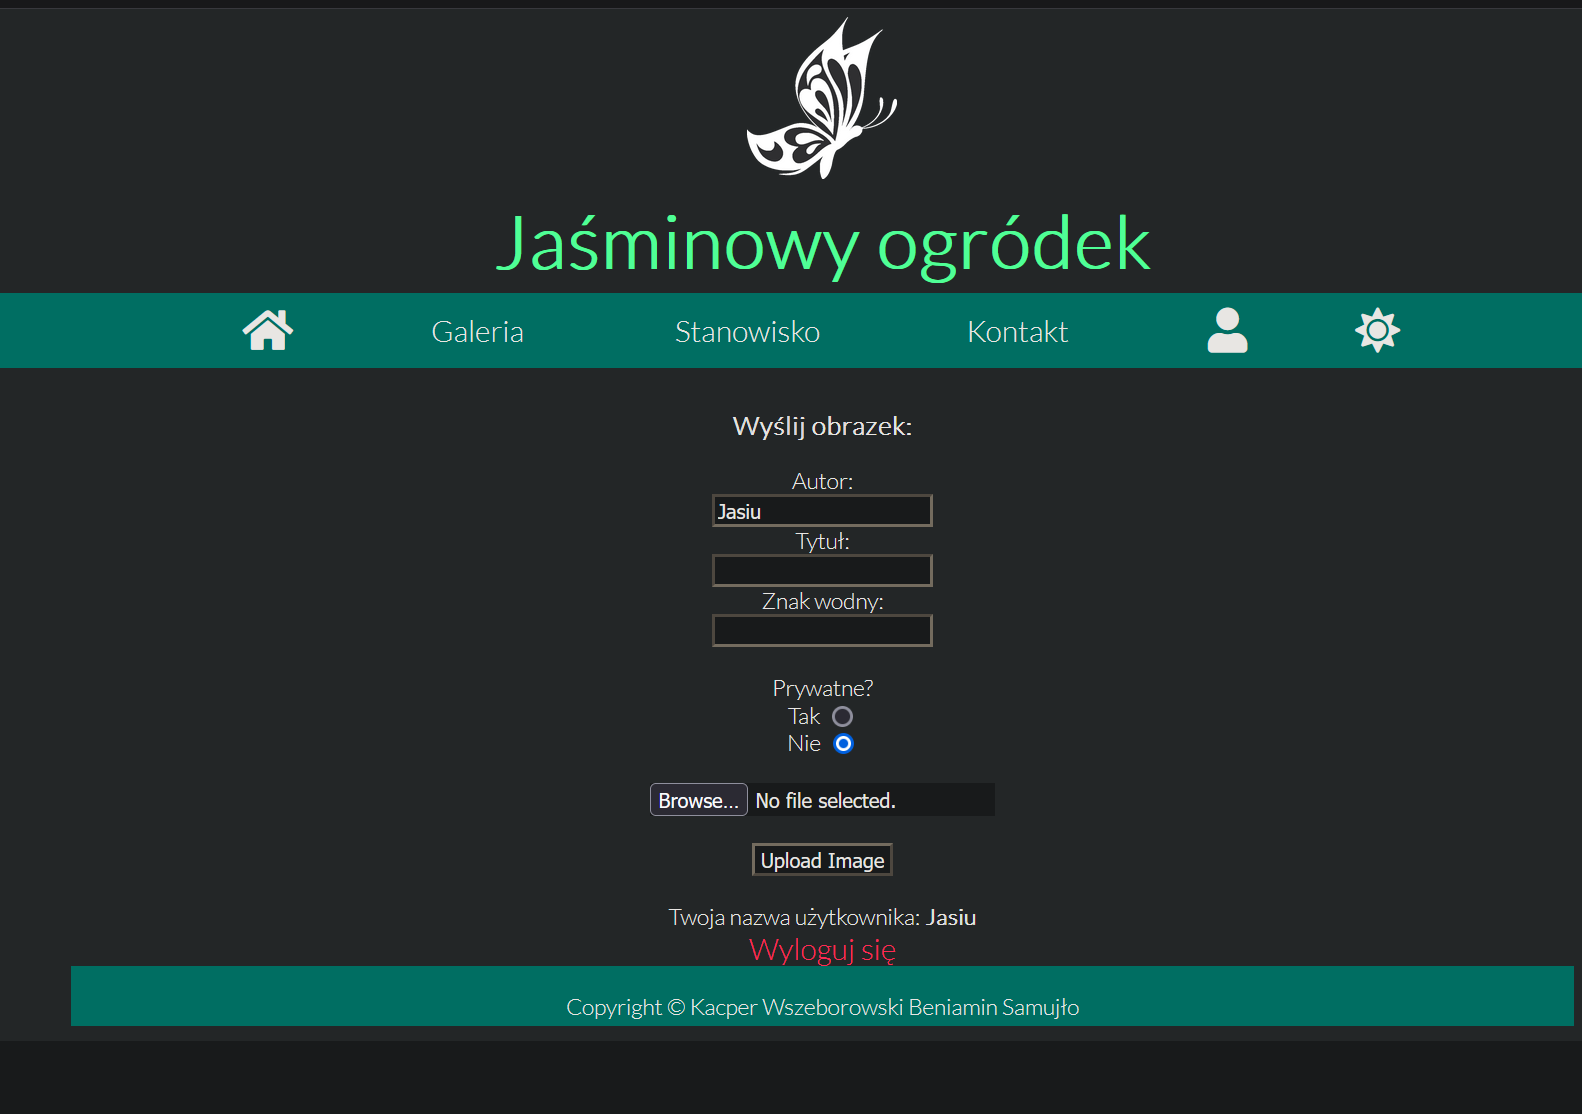 Jaśminowy ogródek
Galeria Stanowisko Kontakt
Wyślij obrazek:
Autor:
Jasiu
Tytuł:
Znak wodny:
Prywatne?
Tak
Nie
Browse... No file selected.
Upload Image
Twoja nazwa użytkownika: Jasiu
Wyloguj się
Copyright © Kacper Wszeborowski Beniamin Samujło